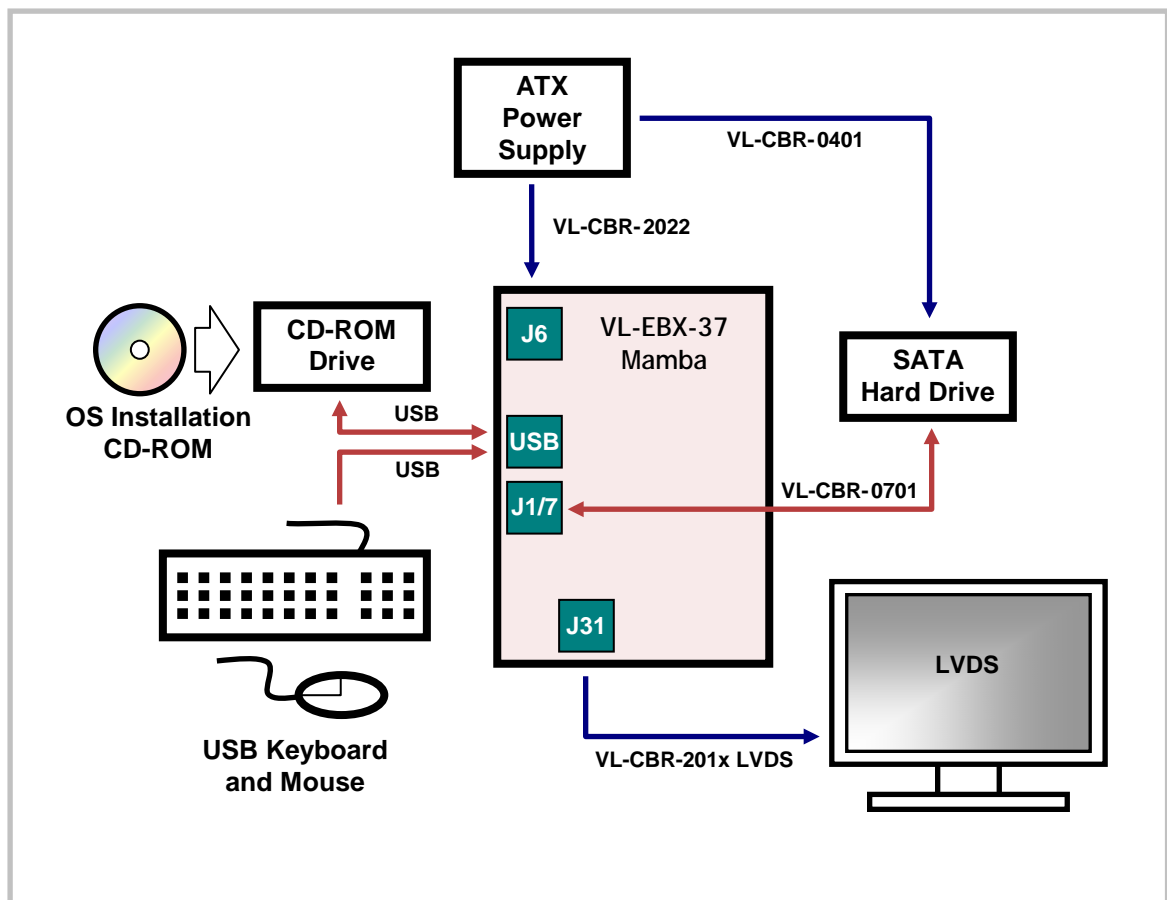 ATX
Power
Supply
VL-CBR-0401
VL-CBR-2022
VL-EBX-37
Mamba
J6
CD-ROM
Drive
SATA
Hard Drive
OS Installation
CD-ROM
USB
USB
USB
J1/7
VL-CBR-0701
J31
LVDS
VL-CBR-201x LVDS
USB Keyboard
and Mouse